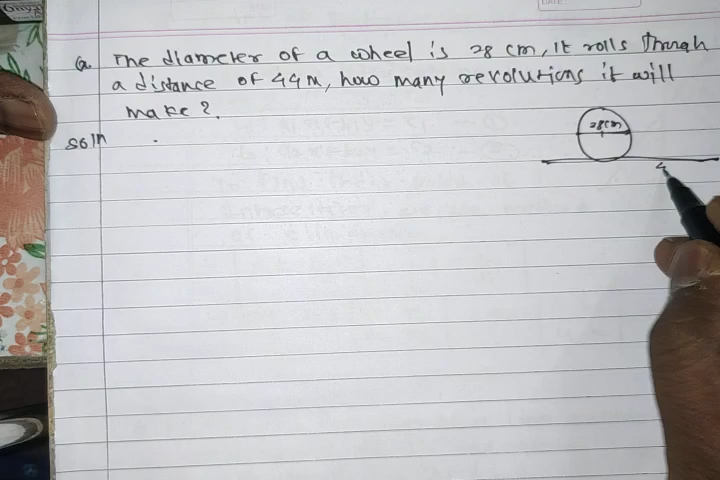 Q. The diameter of a wheel is 28 cm, It rolls through
a distance of 44 m, how many revolutions it will
make?
Soln
28cm
4